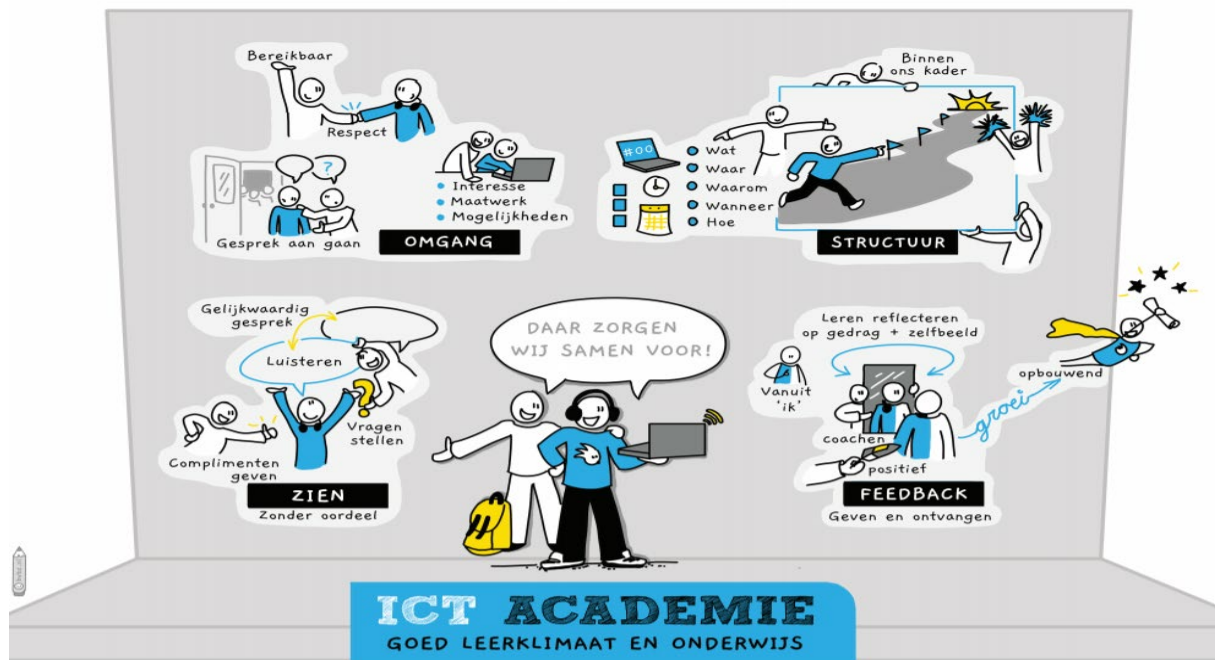 Bereikbaar
Respect
?
Gesprek aan gaan
Interesse
Maatwerk
Mogelijkheden
OMGANG
Binnen
ons kader
#00
Wat
Waar
Waarom
Wanneer
Hoe
STRUCTUUR
Gelijkwaardig
gesprek
Luisteren
Vragen
stellen
Complimenten
geven
ZIEN
Zonder oordeel
DAAR ZORGEN
WIJ SAMEN VOOR!
Leren reflecteren
op gedrag + zelfbeeld
Vanuit
'ik'
coachen
positief
groei
opbouwend
FEEDBACK
Geven en ontvangen
ICT ACADEMIE
GOED LEERKLIMAAT EN ONDERWIJS